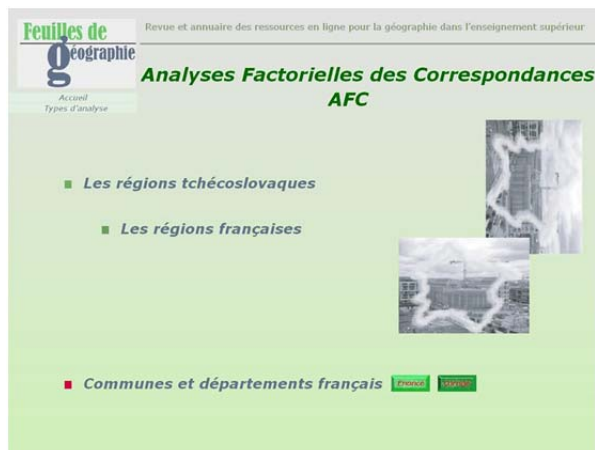 Feuilles de
géographie
Revue et annuaire des ressources en ligne pour la géographie dans l'enseignement supérieur
Accueil
Types d'analyse
Analyses Factorielles des Correspondances
AFC
Les régions tchécoslovaques
Les régions françaises
Communes et départements français Enoncé